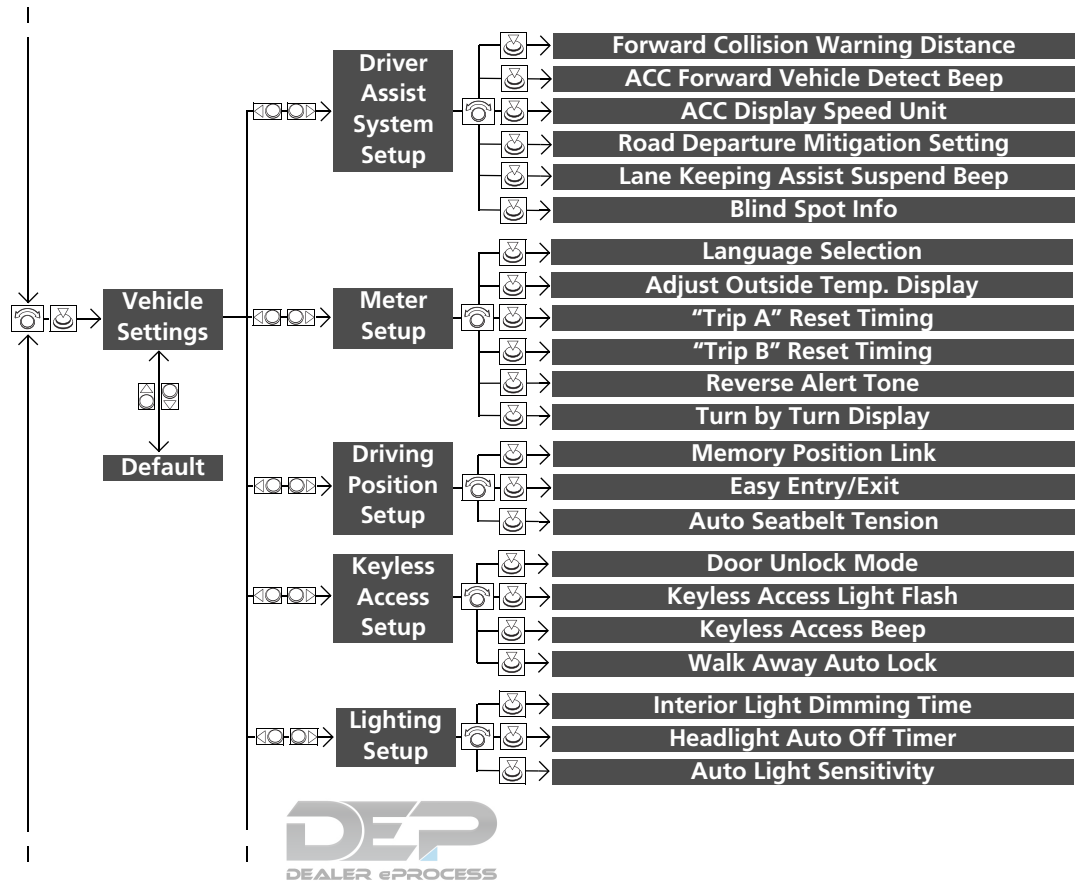 Forward Collision Warning Distance
Driver
Assist
System
Setup
ACC Forward Vehicle Detect Beep
ACC Display Speed Unit
Road Departure Mitigation Setting
Lane Keeping Assist Suspend Beep
Blind Spot Info
Vehicle
Settings
Default
Meter
Setup
Language Selection
Adjust Outside Temp. Display
“Trip A” Reset Timing
“Trip B” Reset Timing
Reverse Alert Tone
Turn by Turn Display
Driving
Position
Setup
Memory Position Link
Easy Entry/Exit
Auto Seatbelt Tension
Keyless
Access
Setup
Door Unlock Mode
Keyless Access Light Flash
Keyless Access Beep
Walk Away Auto Lock
Lighting
Setup
Interior Light Dimming Time
Headlight Auto Off Timer
Auto Light Sensitivity
DEP
DEALER ePROCESS